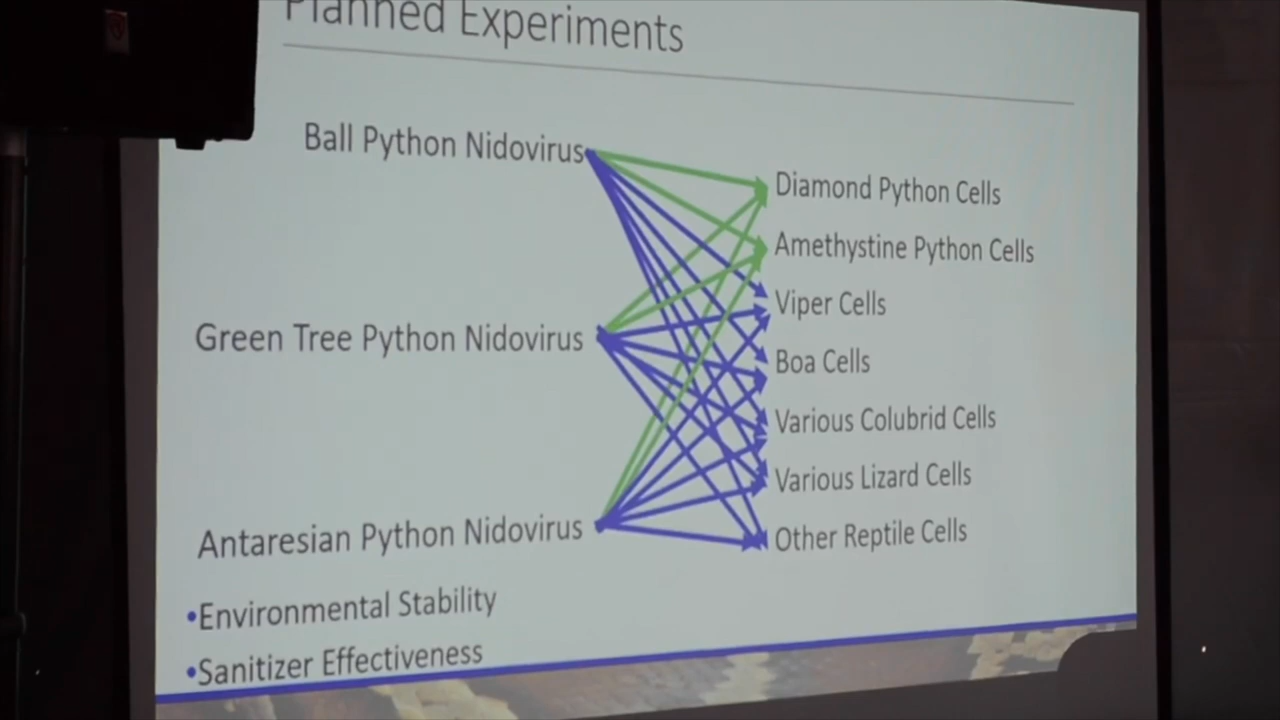 Planned Experiments
Ball Python Nidovirus
Diamond Python Cells
Amethystine Python Cells
Viper Cells
Green Tree Python Nidovirus
Boa Cells
Various Colubrid Cells
Various Lizard Cells
Antaresian Python Nidovirus
Other Reptile Cells
•Environmental Stability
•Sanitizer Effectiveness